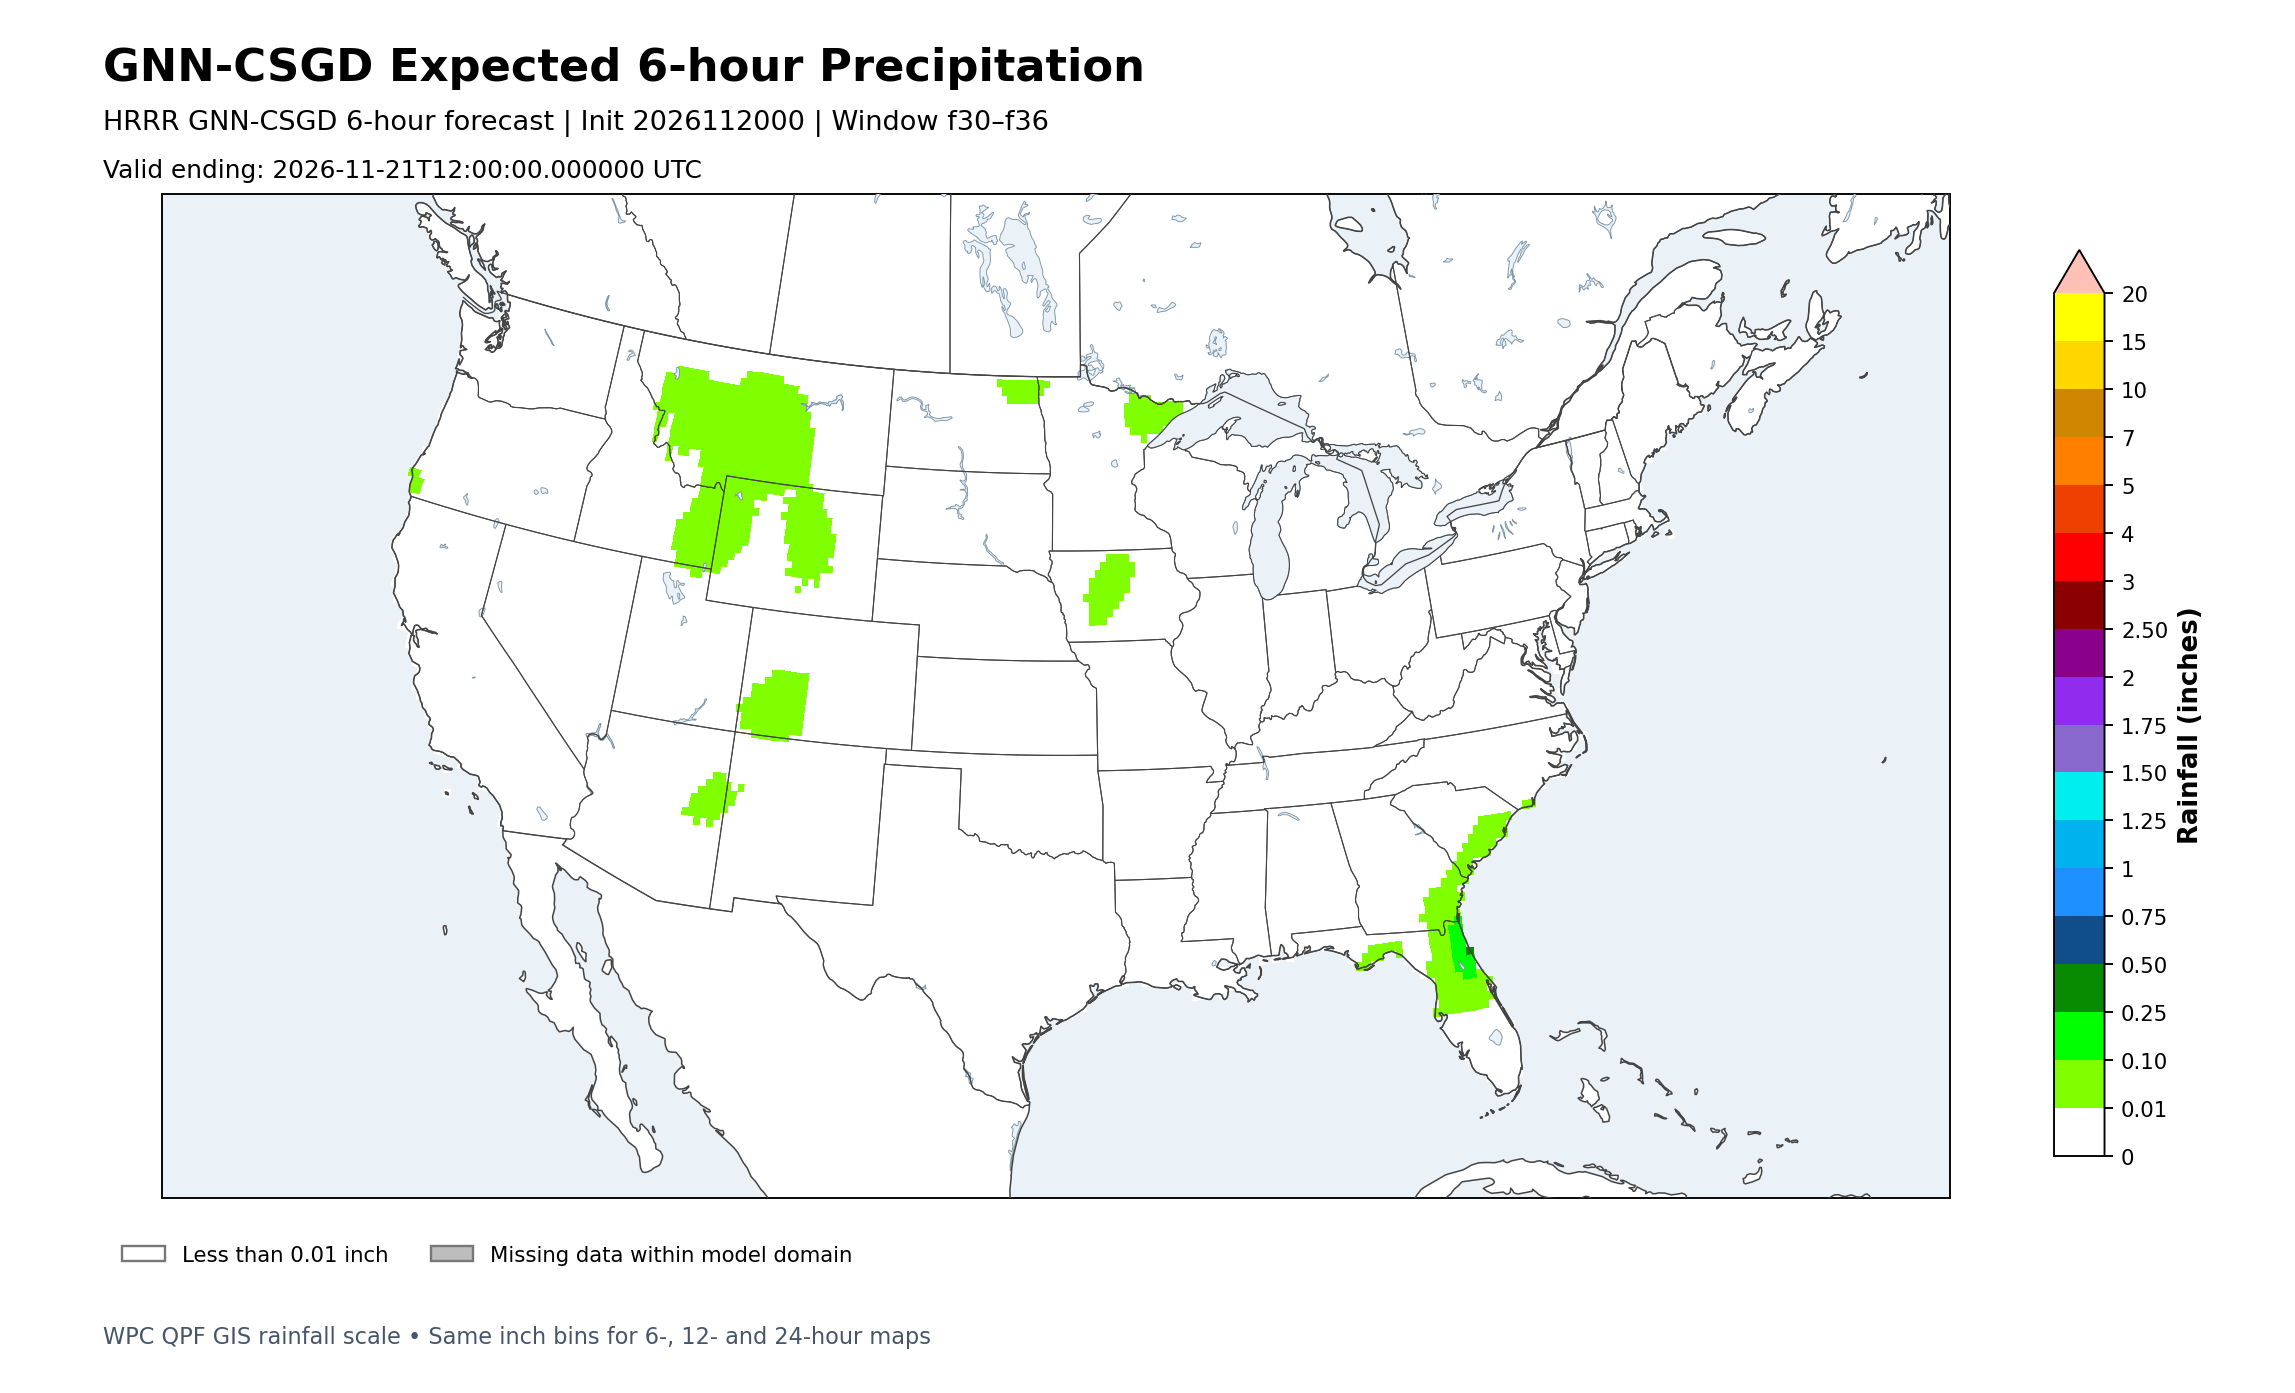 GNN-CSGD Expected 6-hour Precipitation
HRRR GNN-CSGD 6-hour forecast | Init 2026112000 | Window f30–f36
Valid ending: 2026-11-21T12:00:00.000000 UTC
20
15
10
7
5
4
3
2.50
2
1.75
1.50
1.25
1
0.75
0.50
0.25
0.10
0.01
0
Rainfall (inches)
Less than 0.01 inch
Missing data within model domain
WPC QPF GIS rainfall scale • Same inch bins for 6-, 12- and 24-hour maps